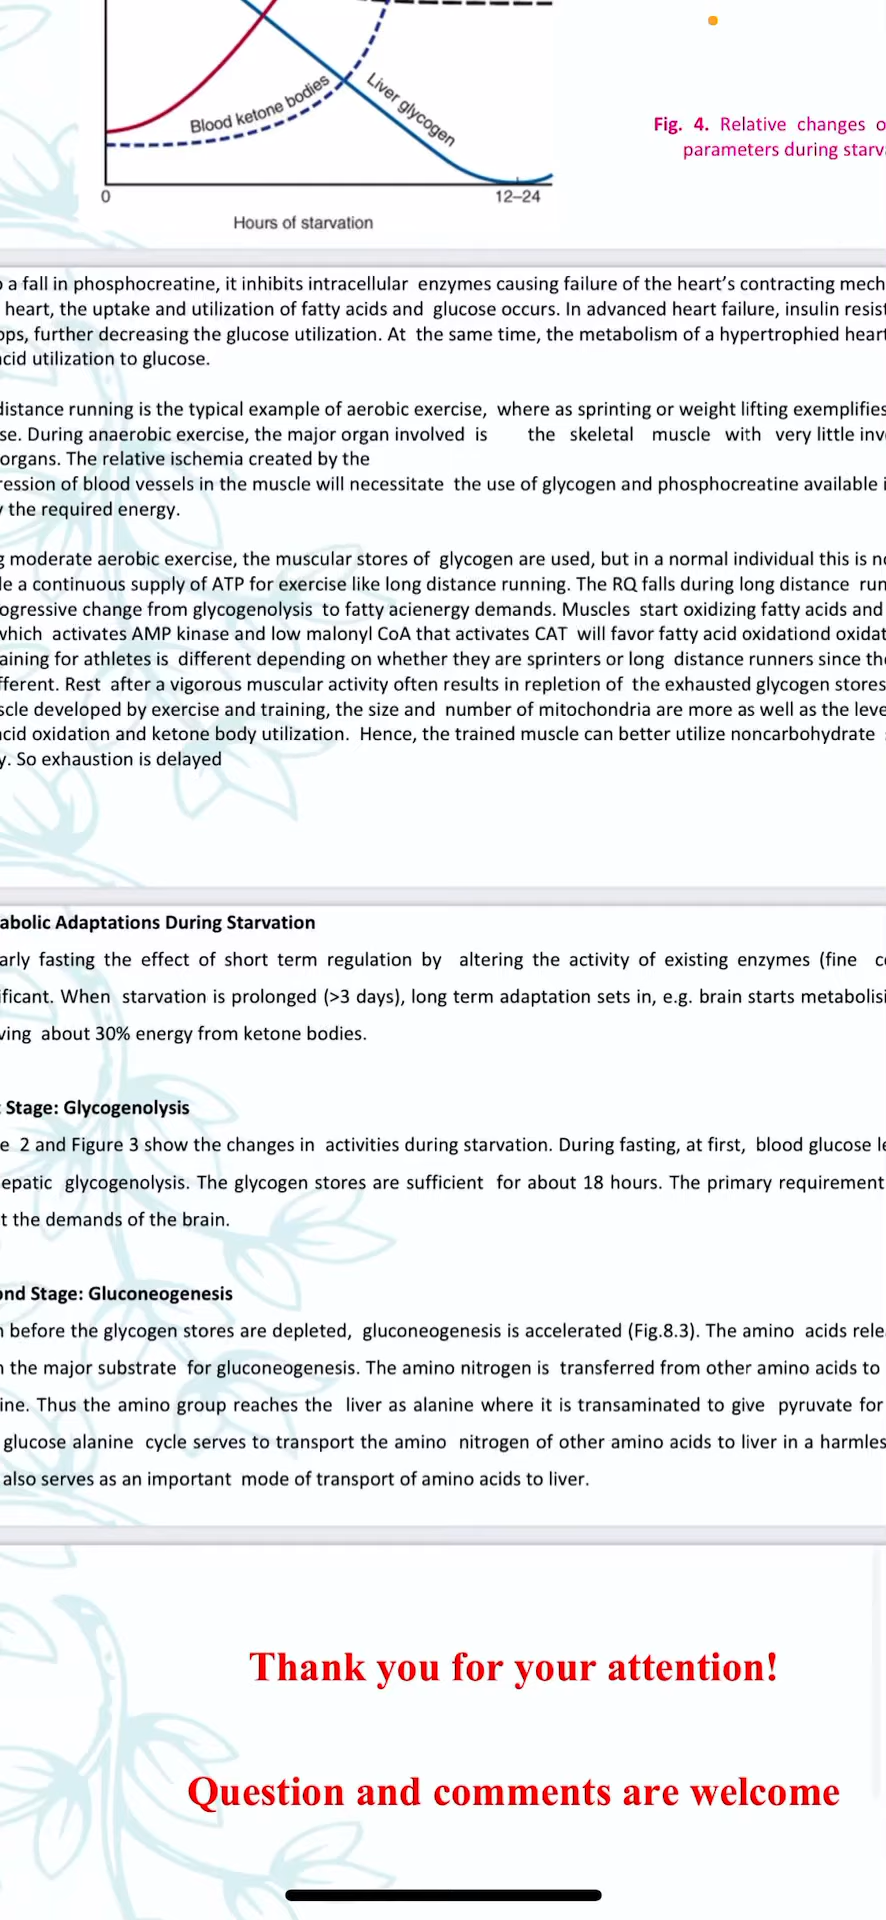 Blood ketone bodies
Liver glycogen
0
12–24
Hours of starvation
Fig. 4. Relative changes o
parameters during starv
a fall in phosphocreatine, it inhibits intracellular enzymes causing failure of the heart's contracting mech
heart, the uptake and utilization of fatty acids and glucose occurs. In advanced heart failure, insulin resist
ops, further decreasing the glucose utilization. At the same time, the metabolism of a hypertrophied heart
acid utilization to glucose.
distance running is the typical example of aerobic exercise, where as sprinting or weight lifting exemplifies
se. During anaerobic exercise, the major organ involved is the skeletal muscle with very little inv
organs. The relative ischemia created by the
ression of blood vessels in the muscle will necessitate the use of glycogen and phosphocreatine available i
y the required energy.
g moderate aerobic exercise, the muscular stores of glycogen are used, but in a normal individual this is no
de a continuous supply of ATP for exercise like long distance running. The RQ falls during long distance run
ogressive change from glycogenolysis to fatty acienergy demands. Muscles start oxidizing fatty acids and
which activates AMP kinase and low malonyl CoA that activates CAT will favor fatty acid oxidationd oxidat
aining for athletes is different depending on whether they are sprinters or long distance runners since the
fferent. Rest after a vigorous muscular activity often results in repletion of the exhausted glycogen stores
scle developed by exercise and training, the size and number of mitochondria are more as well as the leve
acid oxidation and ketone body utilization. Hence, the trained muscle can better utilize noncarbohydrate
y. So exhaustion is delayed
abolic Adaptations During Starvation
arly fasting the effect of short term regulation by altering the activity of existing enzymes (fine co
ificant. When starvation is prolonged (>3 days), long term adaptation sets in, e.g. brain starts metabolisi
ving about 30% energy from ketone bodies.
Stage: Glycogenolysis
e 2 and Figure 3 show the changes in activities during starvation. During fasting, at first, blood glucose le
epatic glycogenolysis. The glycogen stores are sufficient for about 18 hours. The primary requirement
t the demands of the brain.
ond Stage: Gluconeogenesis
n before the glycogen stores are depleted, gluconeogenesis is accelerated (Fig.8.3). The amino acids rele
n the major substrate for gluconeogenesis. The amino nitrogen is transferred from other amino acids to
ine. Thus the amino group reaches the liver as alanine where it is transaminated to give pyruvate for
glucose alanine cycle serves to transport the amino nitrogen of other amino acids to liver in a harmles
also serves as an important mode of transport of amino acids to liver.
Thank you for your attention!
Question and comments are welcome